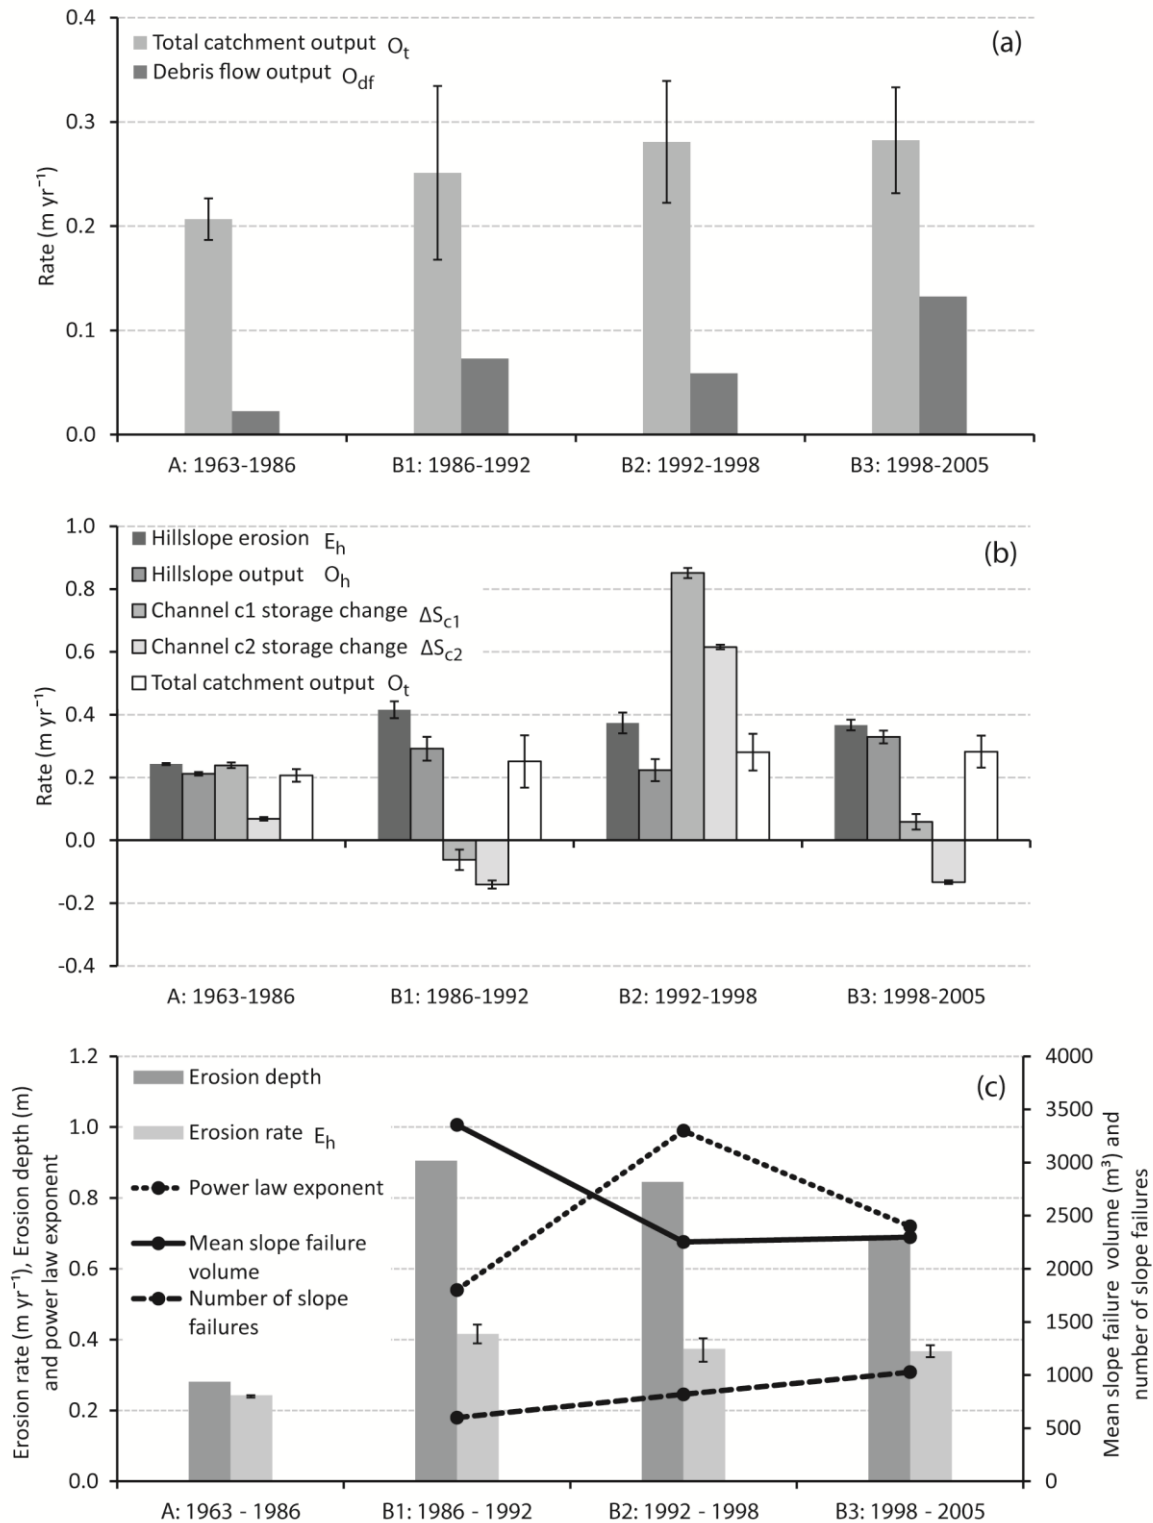 0.4
(a)
Total catchment output Ot
Debris flow output Odf
0.3
0.2
0.1
0.0
Rate (m yr⁻¹)
A: 1963-1986 B1: 1986-1992 B2: 1992-1998 B3: 1998-2005
1.0
(b)
Hillslope erosion Eh
Hillslope output Oh
Channel c1 storage change ΔSc1
Channel c2 storage change ΔSc2
Total catchment output Ot
0.8
0.6
0.4
0.2
0.0
-0.2
-0.4
Rate (m yr⁻¹)
A: 1963-1986 B1: 1986-1992 B2: 1992-1998 B3: 1998-2005
1.2 4000
(c)
Erosion depth
Erosion rate Eh
Power law exponent
Mean slope failure
volume
Number of slope
failures
1.0
0.8
0.6
0.4
0.2
0.0
3500
3000
2500
2000
1500
1000
500
0
Erosion rate (m yr⁻¹), Erosion depth (m)
and power law exponent
Mean slope failure volume (m³) and
number of slope failures
A: 1963 - 1986 B1: 1986 - 1992 B2: 1992 - 1998 B3: 1998 - 2005